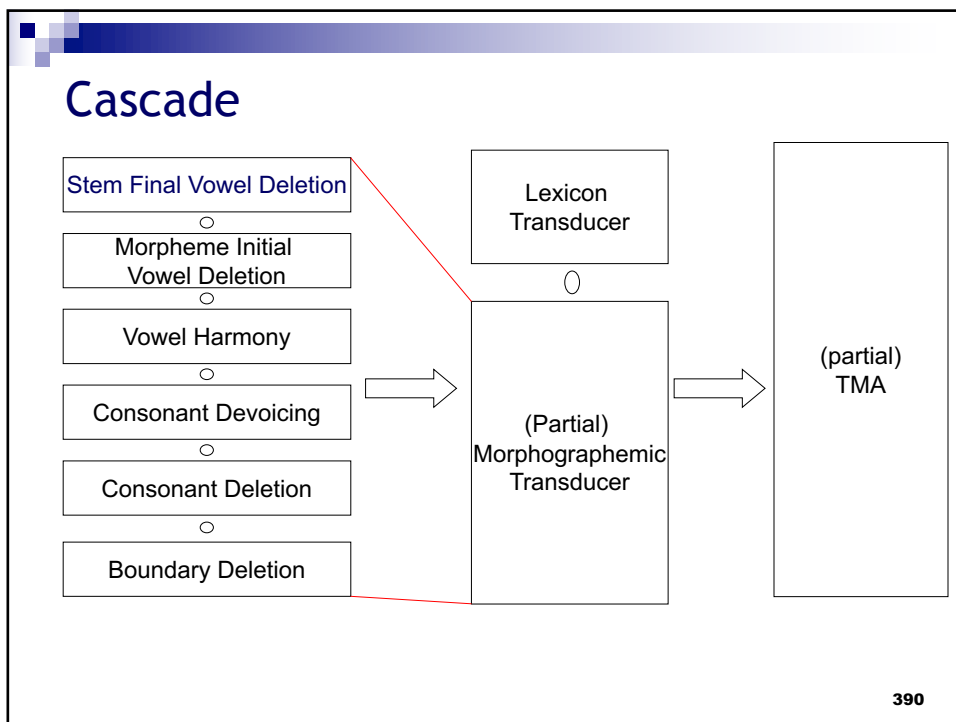 Cascade
Stem Final Vowel Deletion
Morpheme Initial
Vowel Deletion
Vowel Harmony
Consonant Devoicing
Consonant Deletion
Boundary Deletion
Lexicon
Transducer
(Partial)
Morphographemic
Transducer
(partial)
TMA
390